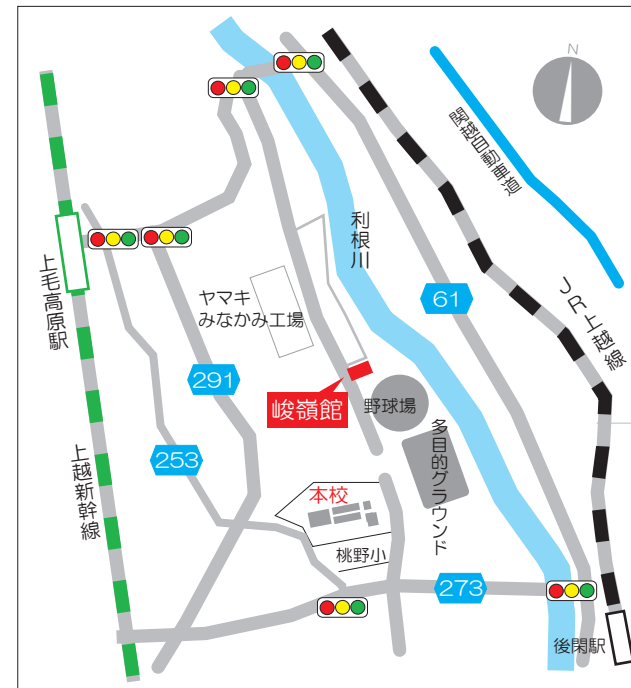 N
関越自動車道
利根川
上毛高原駅
ヤマキ
みなかみ工場
61
JR上越線
291
峻嶺館
野球場
253
多目的グラウンド
上越新幹線
本校
桃野小
273
後閑駅